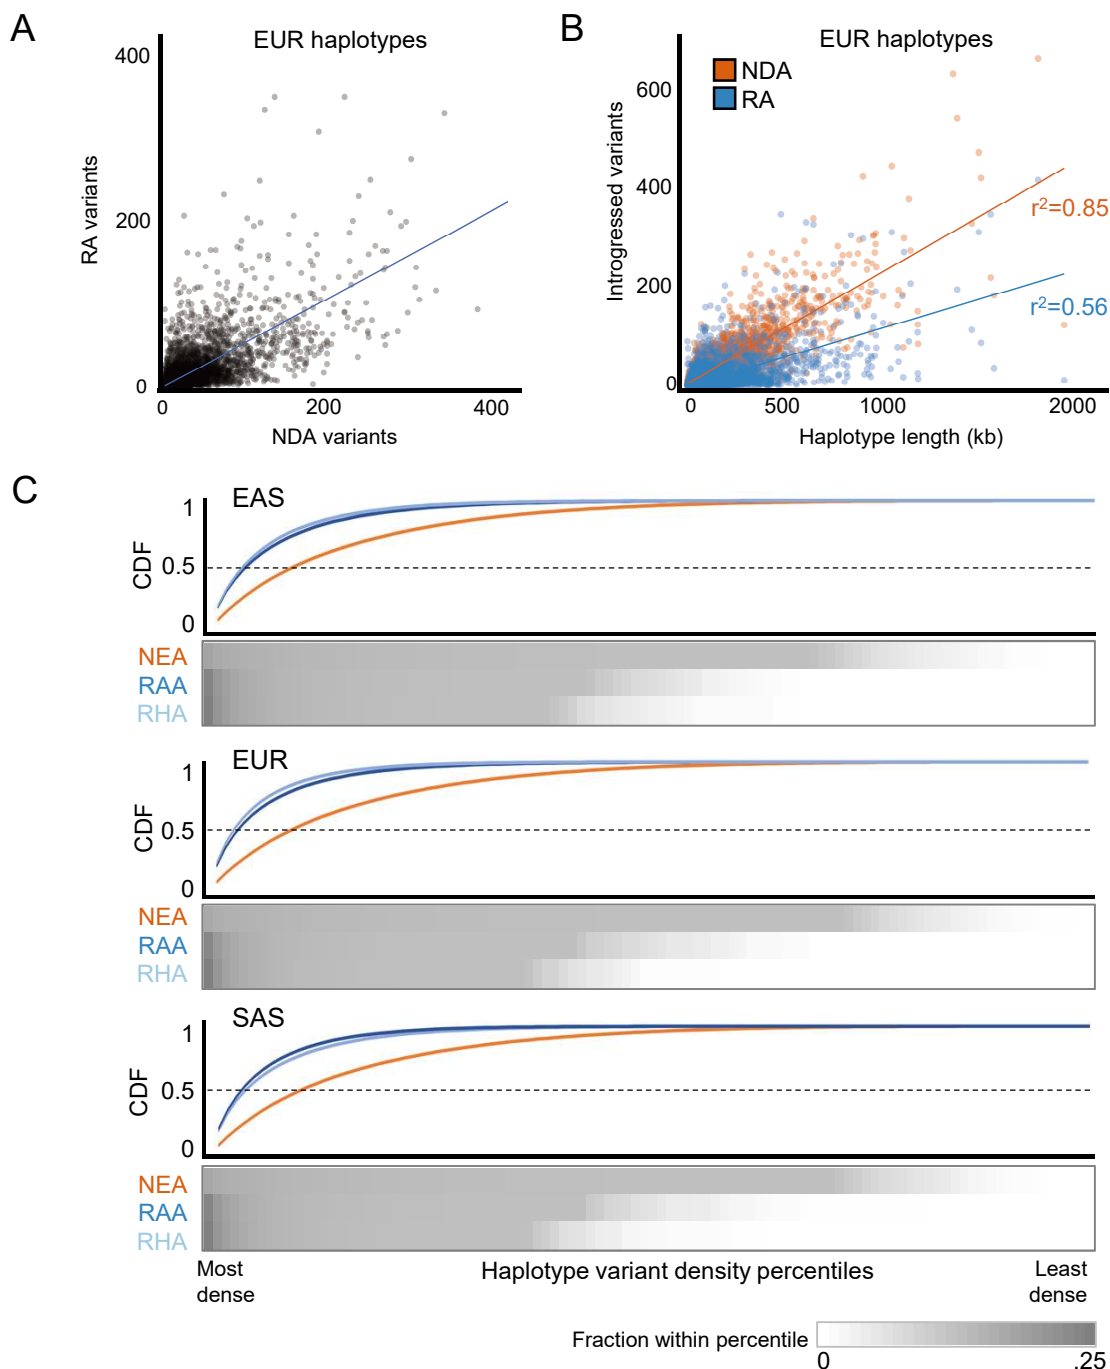 A
EUR haplotypes
400
200
0
RA variants
0
200
400
NDA variants
B
EUR haplotypes
NDA
RA
600
400
200
0
Introgressed variants
r²=0.85
r²=0.56
0
500
1000
2000
Haplotype length (kb)
C
EAS
1
0.5
0
CDF
NEA
RAA
RHA
EUR
1
0.5
0
CDF
NEA
RAA
RHA
SAS
1
0.5
0
CDF
NEA
RAA
RHA
Most
dense
Haplotype variant density percentiles
Least
dense
Fraction within percentile
0
.25